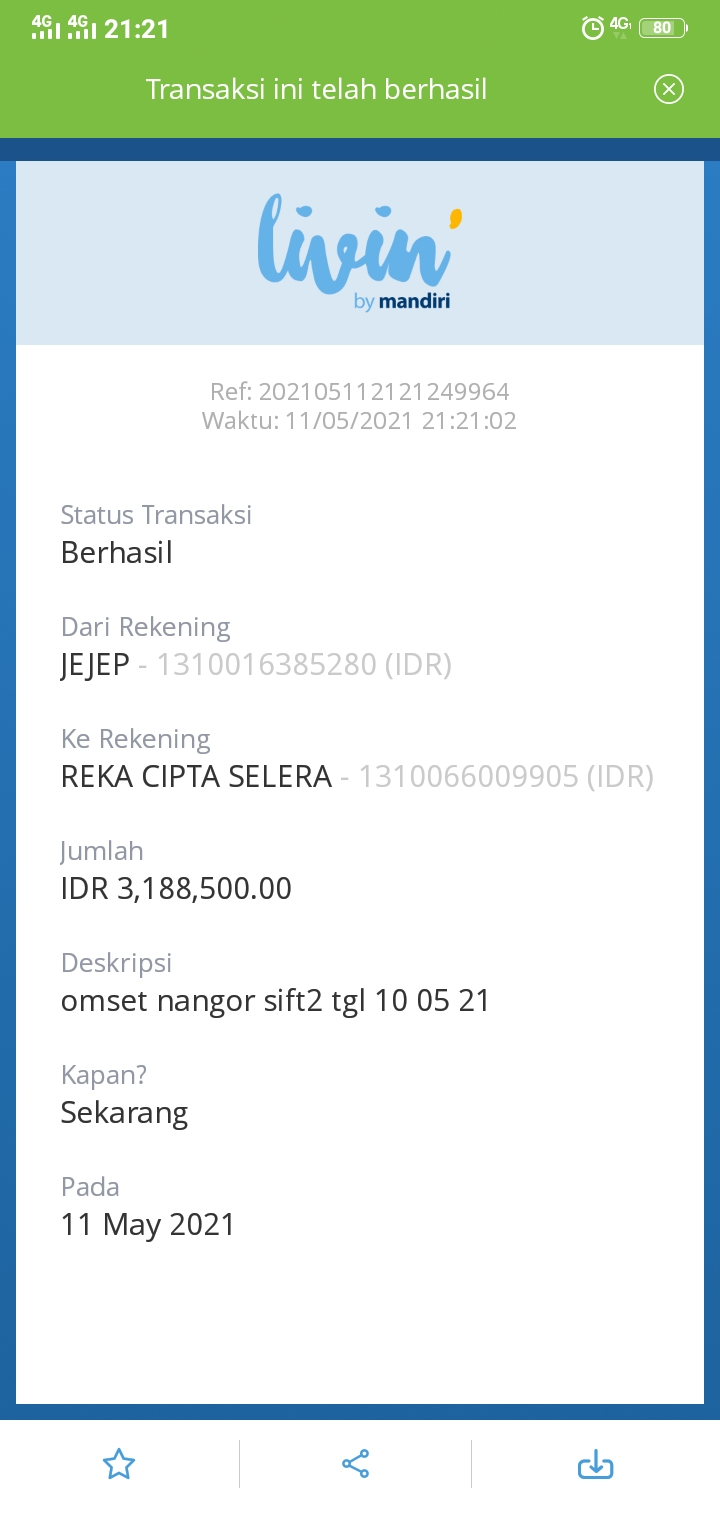 4G 4G 21:21 4G 80
Transaksi ini telah berhasil
livin'
by mandiri
Ref: 202105112121249964
Waktu: 11/05/2021 21:21:02
Status Transaksi
Berhasil
Dari Rekening
JEJEP - 1310016385280 (IDR)
Ke Rekening
REKA CIPTA SELERA - 1310066009905 (IDR)
Jumlah
IDR 3,188,500.00
Deskripsi
omset nangor sift2 tgl 10 05 21
Kapan?
Sekarang
Pada
11 May 2021